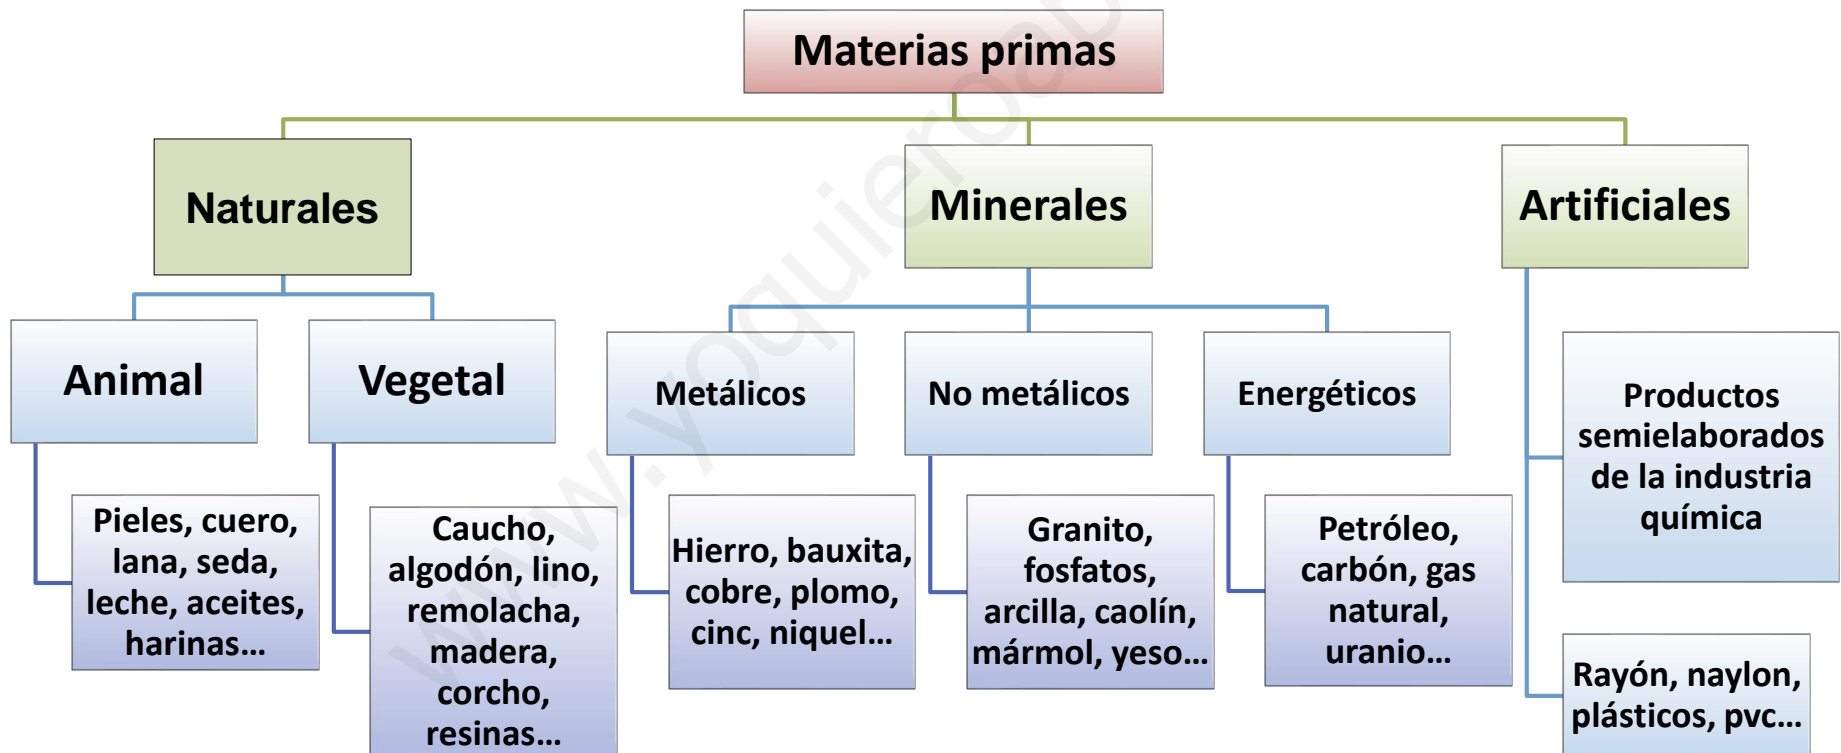 Materias primas
Naturales
Minerales
Artificiales
Animal
Vegetal
Metálicos
No metálicos
Energéticos
Pieles, cuero,
lana, seda,
leche, aceites,
harinas...
Caucho,
algodón, lino,
remolacha,
madera,
corcho,
resinas...
Hierro, bauxita,
cobre, plomo,
cinc, niquel...
Granito,
fosfatos,
arcilla, caolín,
mármol, yeso...
Petróleo,
carbón, gas
natural,
uranio...
Productos
semielaborados
de la industria
química
Rayón, naylon,
plásticos, pvc...